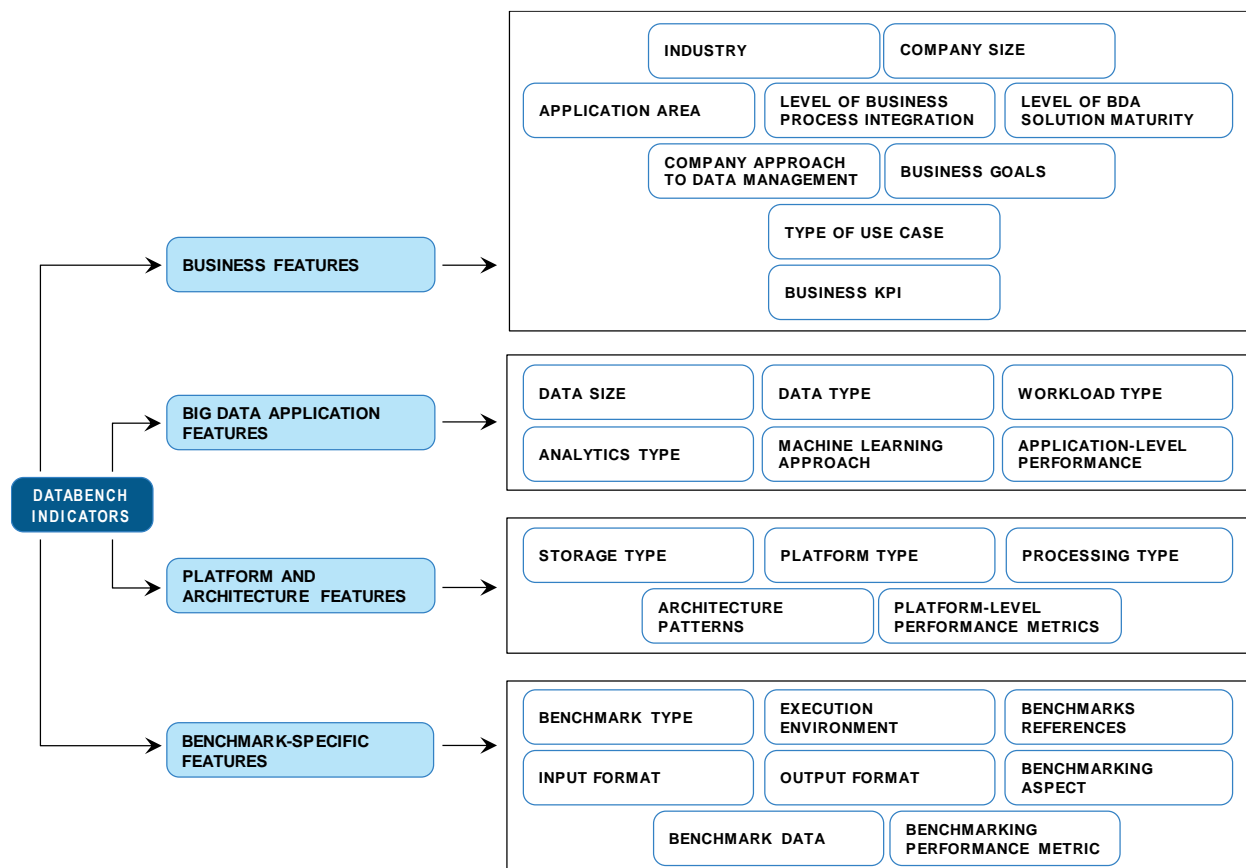 INDUSTRY
COMPANY SIZE
APPLICATION AREA
LEVEL OF BUSINESS
PROCESS INTEGRATION
LEVEL OF BDA
SOLUTION MATURITY
COMPANY APPROACH
TO DATA MANAGEMENT
BUSINESS GOALS
TYPE OF USE CASE
BUSINESS KPI
BUSINESS FEATURES
DATA SIZE
DATA TYPE
WORKLOAD TYPE
ANALYTICS TYPE
MACHINE LEARNING
APPROACH
APPLICATION-LEVEL
PERFORMANCE
BIG DATA APPLICATION
FEATURES
DATABENCH
INDICATORS
STORAGE TYPE
PLATFORM TYPE
PROCESSING TYPE
ARCHITECTURE
PATTERNS
PLATFORM-LEVEL
PERFORMANCE METRICS
PLATFORM AND
ARCHITECTURE FEATURES
BENCHMARK TYPE
EXECUTION
ENVIRONMENT
BENCHMARKS
REFERENCES
INPUT FORMAT
OUTPUT FORMAT
BENCHMARKING
ASPECT
BENCHMARK DATA
BENCHMARKING
PERFORMANCE METRIC
BENCHMARK-SPECIFIC
FEATURES